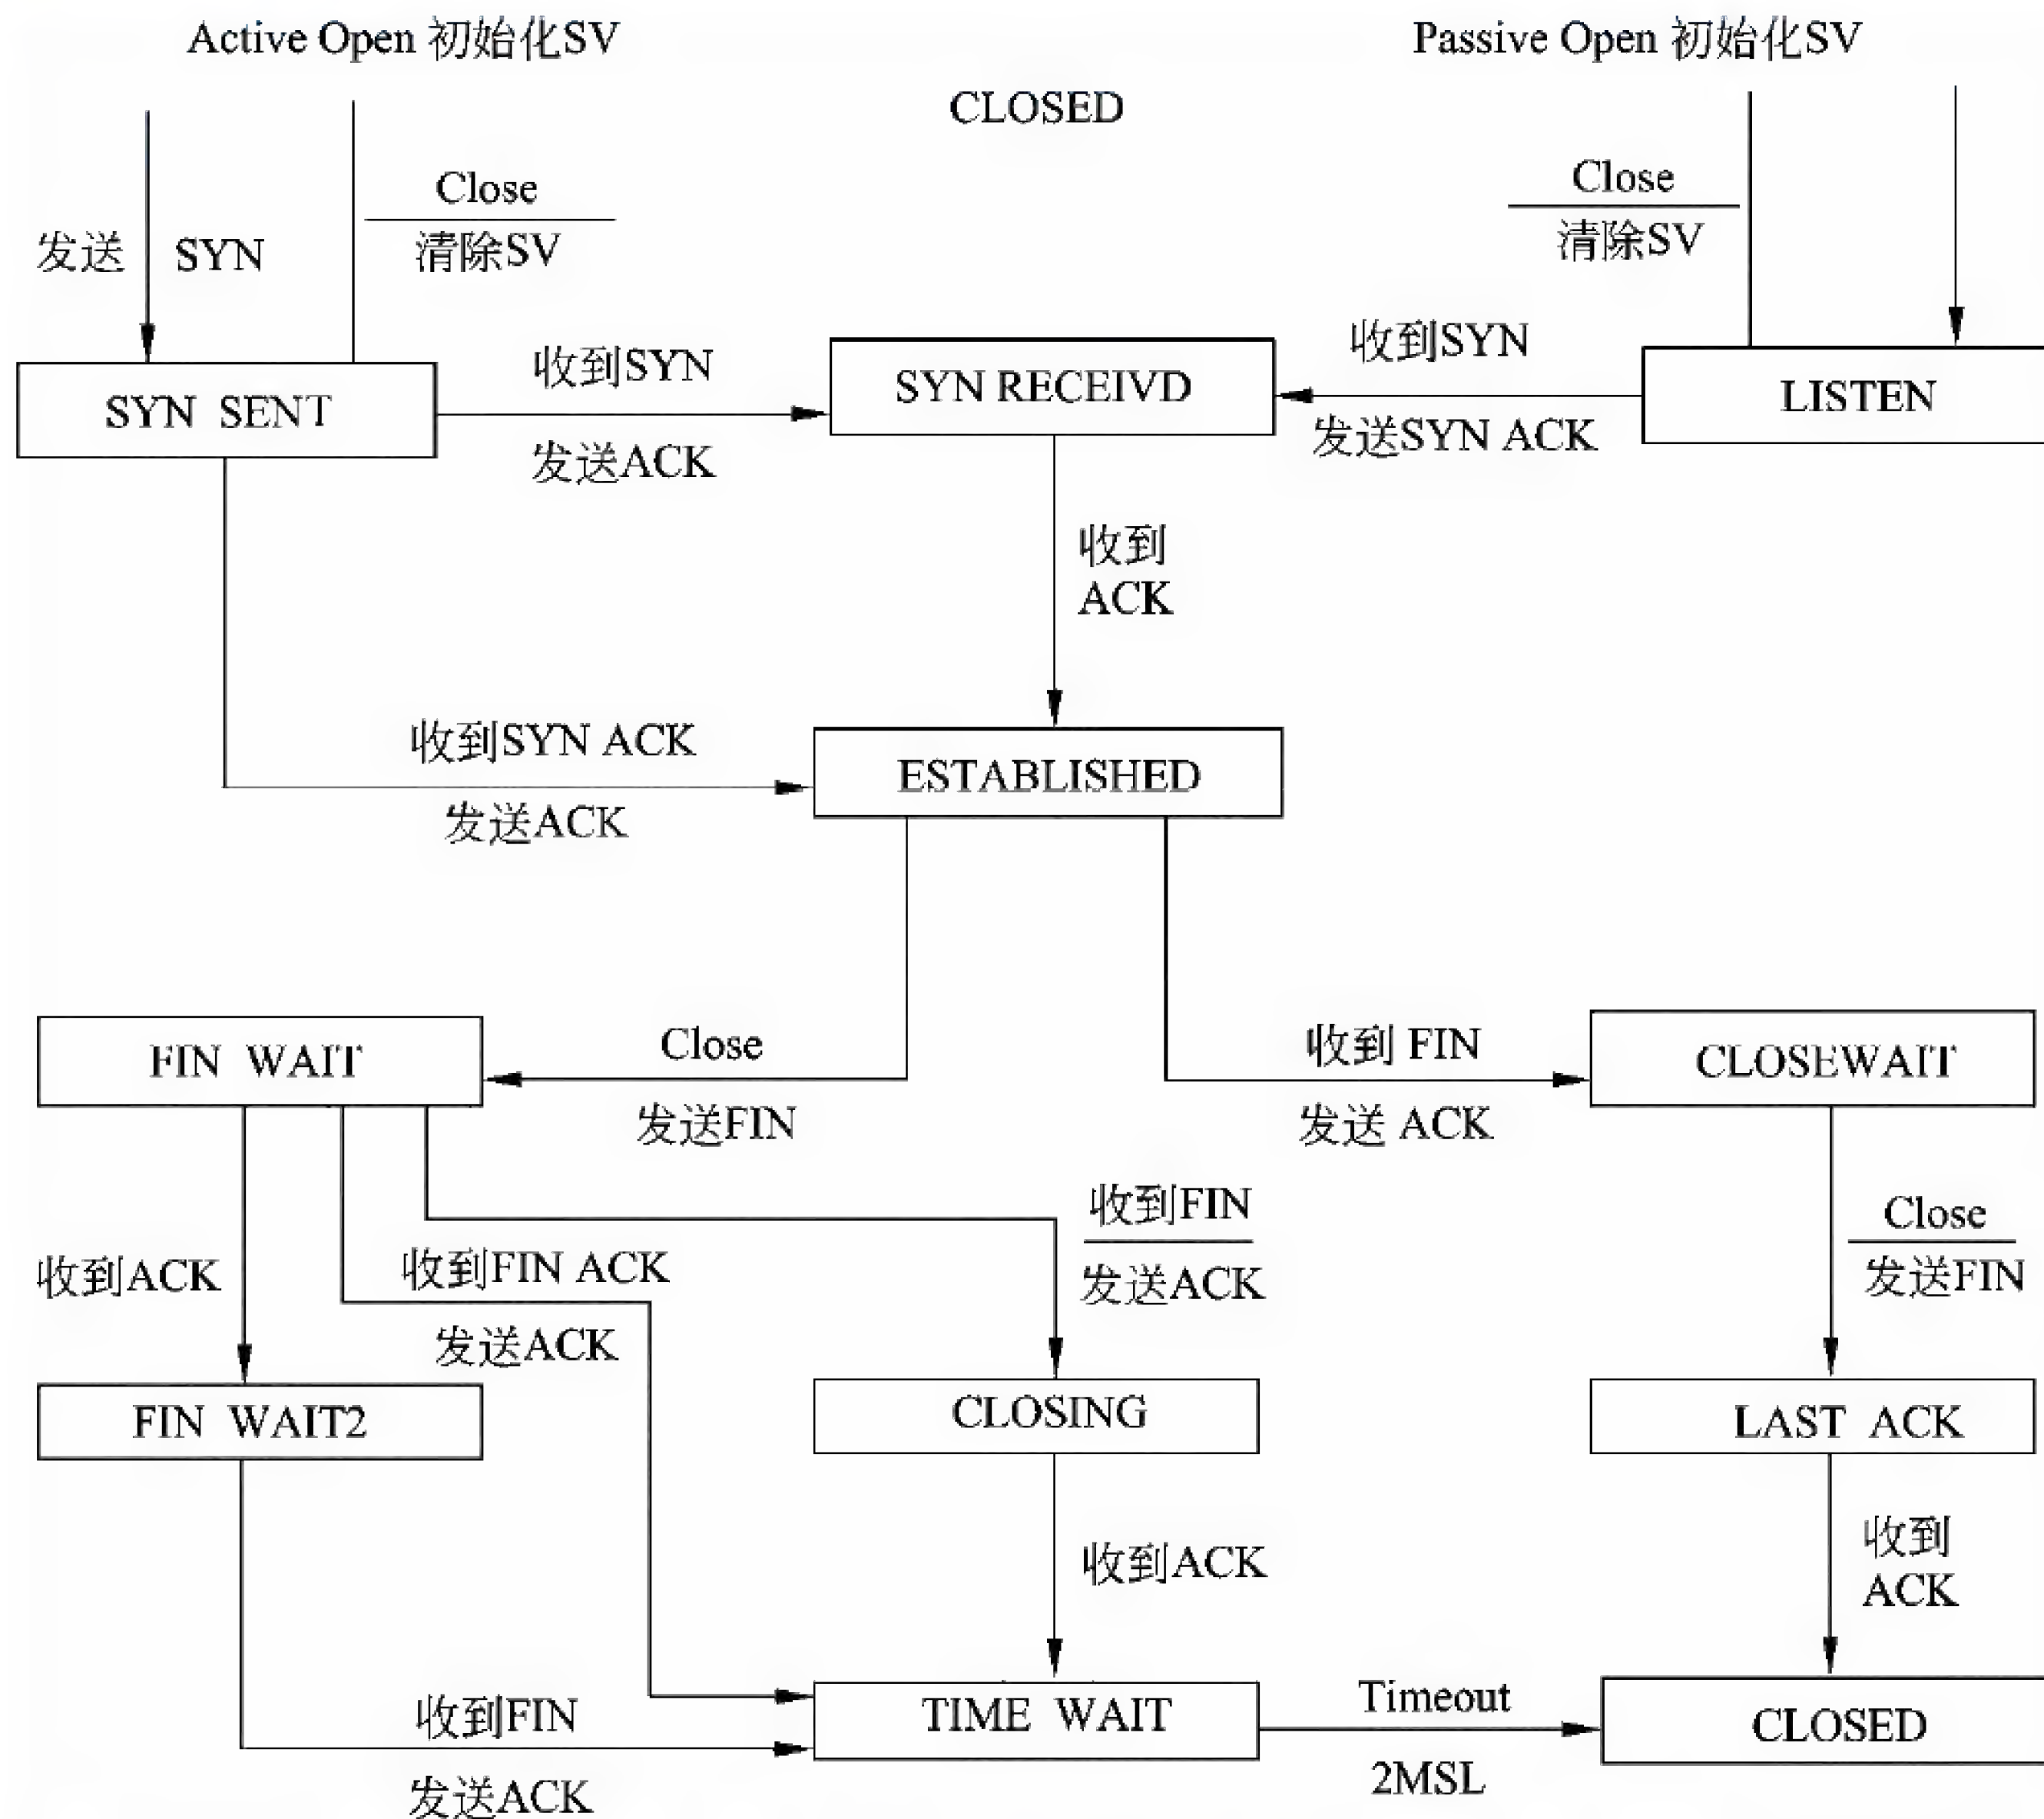 Active Open 初始化SV
Passive Open 初始化SV
CLOSED
Close
清除SV
Close
清除SV
发送 SYN
收到SYN
发送ACK
收到SYN
发送SYN ACK
SYN SENT
SYN RECEIVD
LISTEN
收到
ACK
收到SYN ACK
发送ACK
ESTABLISHED
FIN WAIT
Close
发送FIN
收到 FIN
发送 ACK
CLOSEWAIT
收到ACK
收到FIN ACK
发送ACK
收到FIN
发送ACK
Close
发送FIN
FIN WAIT2
CLOSING
LAST ACK
收到ACK
收到
ACK
收到FIN
发送ACK
TIME WAIT
Timeout
2MSL
CLOSED